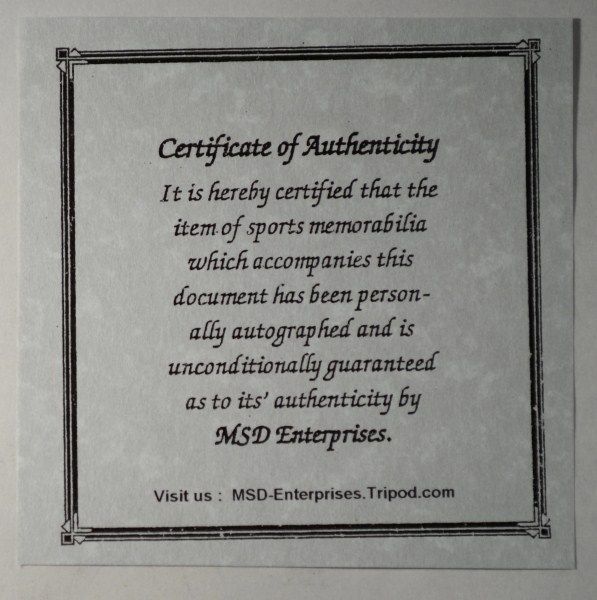 Certificate of Authenticity
It is hereby certified that the
item of sports memorabilia
which accompanies this
document has been person-
ally autographed and is
unconditionally guaranteed
as to its' authenticity by
MSD Enterprises.
Visit us : MSD-Enterprises.Tripod.com